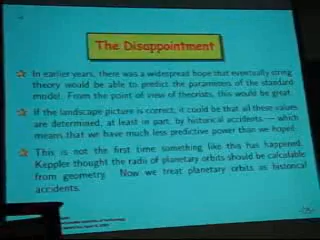 The Disappointment
In earlier years, there was a widespread hope that eventually string
theory would be able to predict the parameters of the standard
model. From the point of view of theorists, this would be great.
If the landscape picture is correct, it could be that all these values
are determined, at least in part, by historical accidents — which
means that we have much less predictive power than we hoped.
This is not the first time something like this has happened.
Keppler thought the radii of planetary orbits should be calculable
from geometry. Now we treat planetary orbits as historical
accidents.